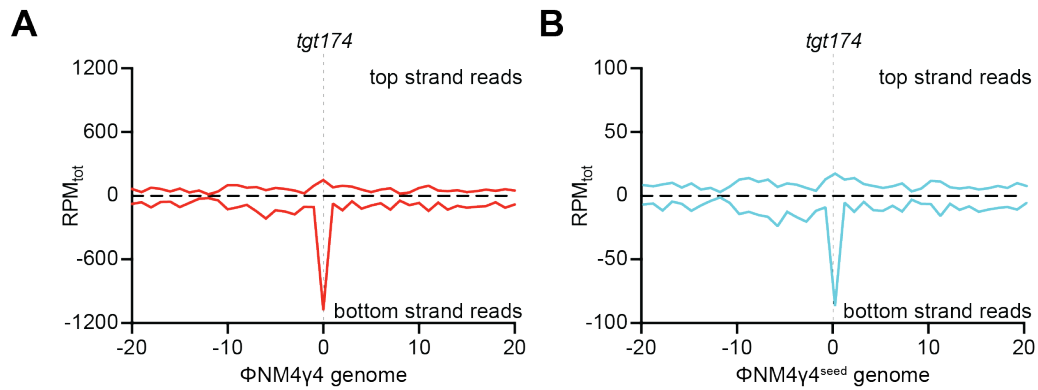 A
tgt174
1200
top strand reads
600
RPMtot
0
-600
bottom strand reads
-1200
-20
-10
0
10
20
ΦNM4γ4 genome
B
tgt174
100
top strand reads
50
RPMtot
0
-50
bottom strand reads
-100
-20
-10
0
10
20
ΦNM4γ4seed genome